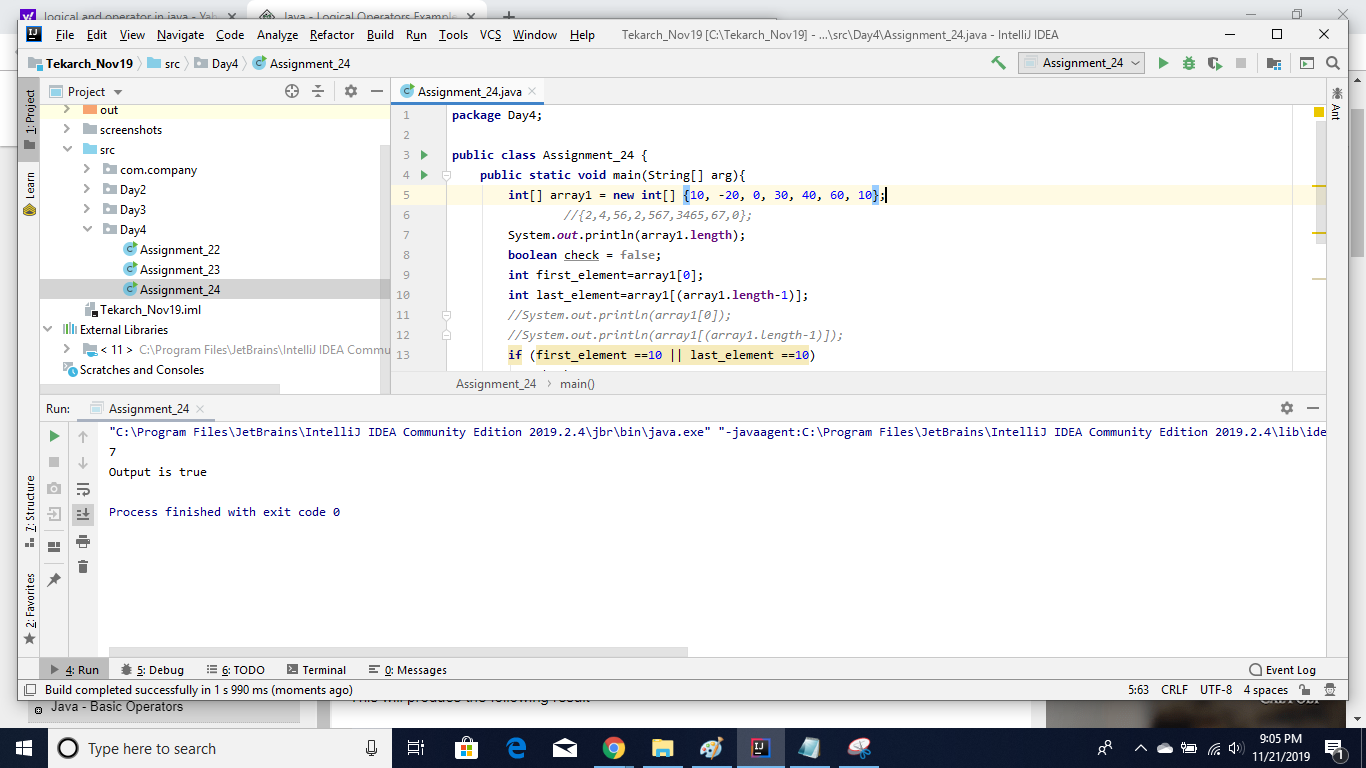 logical and operator in java - Yah
Java - Logical Operators Example
File Edit View Navigate Code Analyze Refactor Build Run Tools VCS Window Help Tekarch_Nov19 [C:\Tekarch_Nov19] - ...\src\Day4\Assignment_24.java - IntelliJ IDEA
Tekarch_Nov19 src Day4 Assignment_24 Assignment_24
Project
Assignment_24.java
1: Project
Learn
7: Structure
2: Favorites
Ant
out
screenshots
src
com.company
Day2
Day3
Day4
Assignment_22
Assignment_23
Assignment_24
Tekarch_Nov19.iml
External Libraries
< 11 > C:\Program Files\JetBrains\IntelliJ IDEA Commu
Scratches and Consoles
1 package Day4;
2
3 public class Assignment_24 {
4 public static void main(String[] arg){
5 int[] array1 = new int[] {10, -20, 0, 30, 40, 60, 10};
6 //{2,4,56,2,567,3465,67,0};
7 System.out.println(array1.length);
8 boolean check = false;
9 int first_element=array1[0];
10 int last_element=array1[(array1.length-1)];
11 //System.out.println(array1[0]);
12 //System.out.println(array1[(array1.length-1)]);
13 if (first_element ==10 || last_element ==10)
Assignment_24 main()
Run: Assignment_24
"C:\Program Files\JetBrains\IntelliJ IDEA Community Edition 2019.2.4\jbr\bin\java.exe" "-javaagent:C:\Program Files\JetBrains\IntelliJ IDEA Community Edition 2019.2.4\lib\ide
7
Output is true
Process finished with exit code 0
4: Run 5: Debug 6: TODO Terminal 0: Messages Event Log
Build completed successfully in 1 s 990 ms (moments ago) 5:63 CRLF UTF-8 4 spaces
Java - Basic Operators
This will produce the following result
Type here to search
9:05 PM
11/21/2019
1